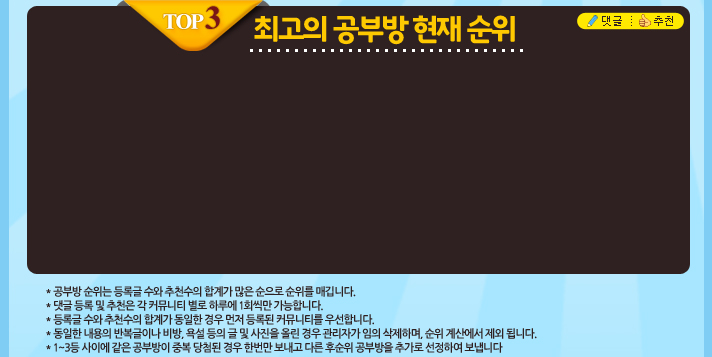 TOP3
최고의 공부방 현재 순위
댓글 추천
* 공부방 순위는 등록글 수와 추천수의 합계가 많은 순으로 순위를 매깁니다.
* 댓글 등록 및 추천은 각 커뮤니티 별로 하루에 1회씩만 가능합니다.
* 등록글 수와 추천수의 합계가 동일한 경우 먼저 등록된 커뮤니티를 우선합니다.
* 동일한 내용의 반복글이나 비방, 욕설 등의 글 및 사진을 올린 경우 관리자가 임의 삭제하며, 순위 계산에서 제외 됩니다.
* 1~3등 사이에 같은 공부방이 중복 당첨된 경우 한번만 보내고 다른 후순위 공부방을 추가로 선정하여 보냅니다